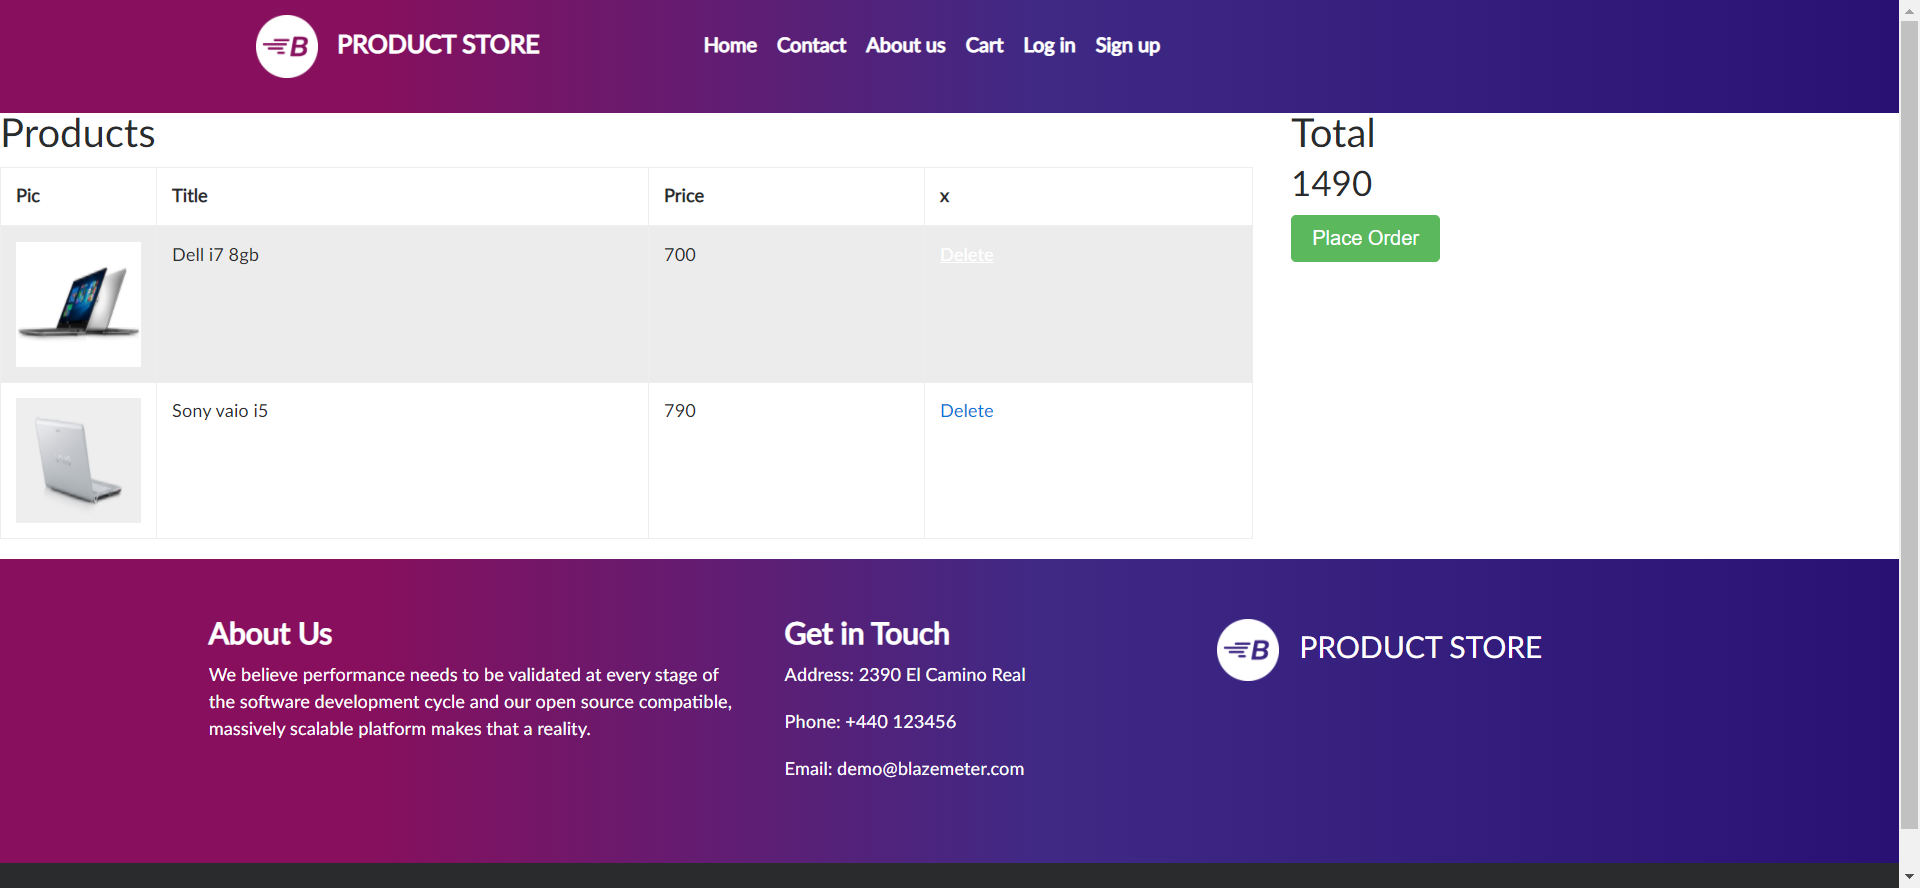 B PRODUCT STORE
Home Contact About us Cart Log in Sign up
Products
Pic Title Price x
Dell i7 8gb 700 Delete
Sony vaio i5 790 Delete
Total
1490
Place Order
About Us
We believe performance needs to be validated at every stage of
the software development cycle and our open source compatible,
massively scalable platform makes that a reality.
Get in Touch
Address: 2390 El Camino Real
Phone: +440 123456
Email: demo@blazemeter.com
B PRODUCT STORE